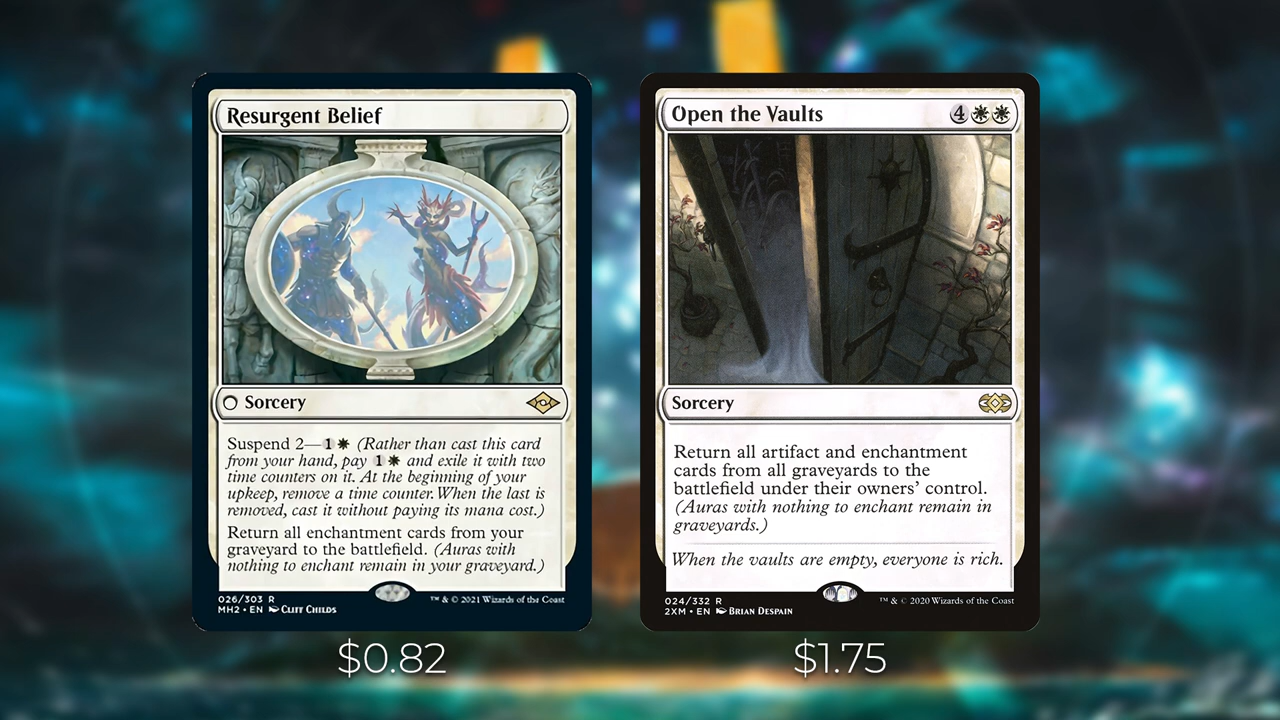 Resurgent Belief
Sorcery
Suspend 2—1 (Rather than cast this card
from your hand, pay 1 and exile it with two
time counters on it. At the beginning of your
upkeep, remove a time counter. When the last is
removed, cast it without paying its mana cost.)
Return all enchantment cards from your
graveyard to the battlefield. (Auras with
nothing to enchant remain in your graveyard.)
026/303 R
MH2 • EN CLIFF CHILDS
™ & © 2021 Wizards of the Coast
$0.82
Open the Vaults 4
Sorcery
Return all artifact and enchantment
cards from all graveyards to the
battlefield under their owners' control.
(Auras with nothing to enchant remain in
graveyards.)
When the vaults are empty, everyone is rich.
024/332 R
2XM • EN BRIAN DESPAIN
™ & © 2020 Wizards of the Coast
$1.75